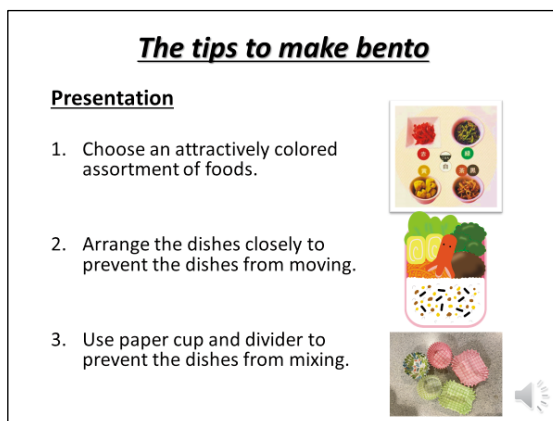 The tips to make bento
Presentation
1. Choose an attractively colored
assortment of foods.
2. Arrange the dishes closely to
prevent the dishes from moving.
3. Use paper cup and divider to
prevent the dishes from mixing.